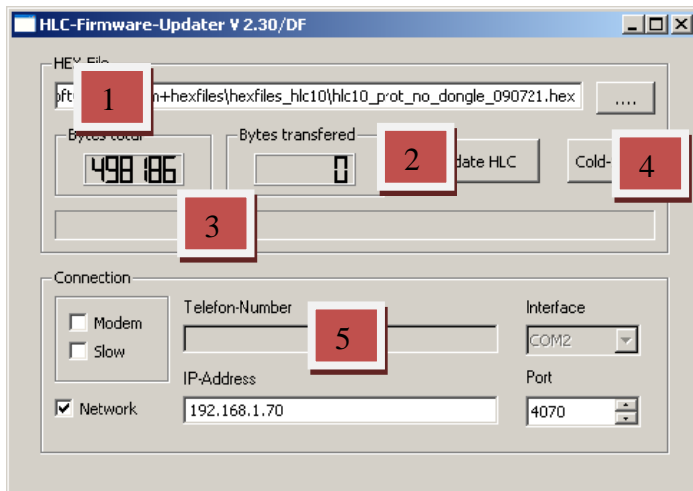 HLC-Firmware-Updater V 2.30/DF
HEX-File
1
m+hexfiles\hexfiles_hlc10\hlc10_prot_no_dongle_090721.hex
....
Bytes total
Bytes transfered
498186
0
2
date HLC
Cold-
4
3
Connection
Modem
Slow
Telefon-Number
5
Interface
COM2
IP-Address
Port
Network
192.168.1.70
4070